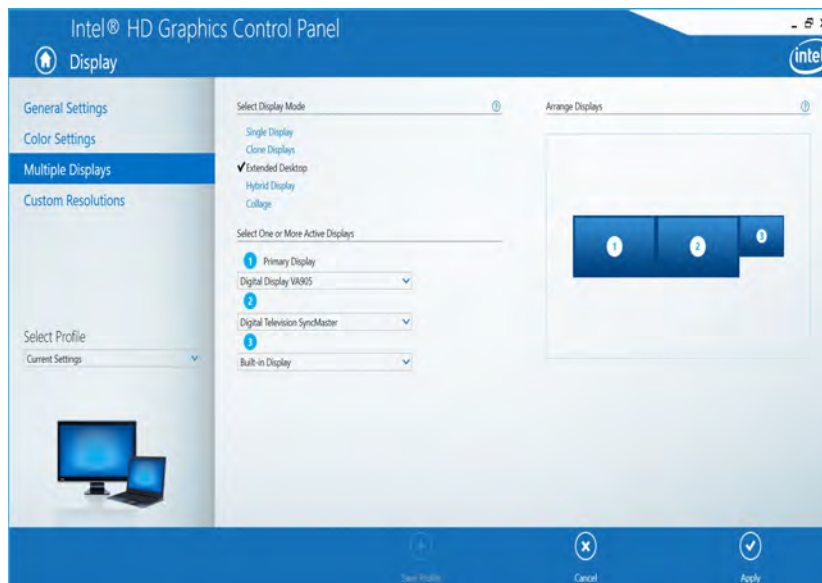 Intel® HD Graphics Control Panel
Display
intel
General Settings
Color Settings
Multiple Displays
Custom Resolutions
Select Profile
Current Settings
Select Display Mode
Single Display
Clone Displays
Extended Desktop
Hybrid Display
Collage
Select One or More Active Displays
1 Primary Display
Digital Display VA905
2
Digital Television SyncMaster
3
Built-in Display
Arrange Displays
1 2 3
Save Profile
Cancel
Apply